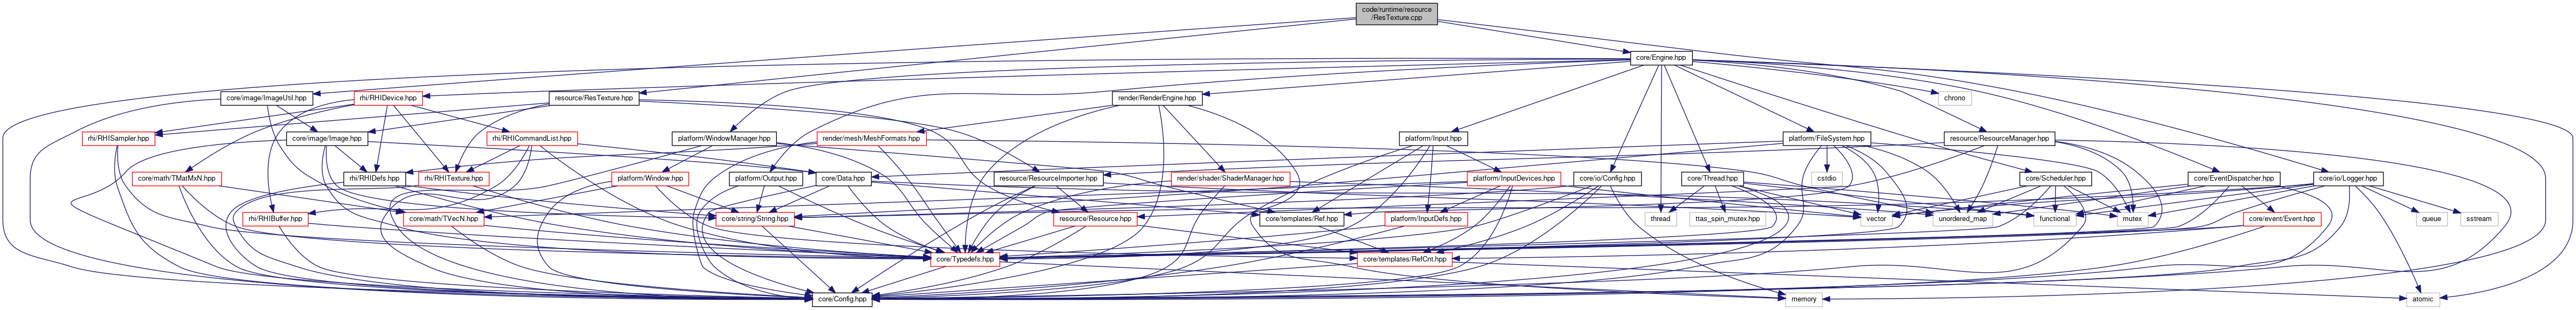 code/runtime/resource
/ResTexture.cpp
core/Engine.hpp
core/image/ImageUtil.hpp
rhi/RHIDevice.hpp
resource/ResTexture.hpp
render/RenderEngine.hpp
chrono
rhi/RHISampler.hpp
core/image/Image.hpp
rhi/RHICommandList.hpp
platform/WindowManager.hpp
render/mesh/MeshFormats.hpp
platform/Input.hpp
platform/FileSystem.hpp
resource/ResourceManager.hpp
core/math/TMatMxN.hpp
rhi/RHIDefs.hpp
rhi/RHITexture.hpp
platform/Window.hpp
platform/Output.hpp
core/Data.hpp
resource/ResourceImporter.hpp
render/shader/ShaderManager.hpp
platform/InputDevices.hpp
core/io/Config.hpp
core/Thread.hpp
cstdio
core/Scheduler.hpp
core/EventDispatcher.hpp
core/io/Logger.hpp
rhi/RHIBuffer.hpp
core/math/TVecN.hpp
core/string/String.hpp
resource/Resource.hpp
core/templates/Ref.hpp
platform/InputDefs.hpp
thread
ttas_spin_mutex.hpp
vector
unordered_map
functional
mutex
core/event/Event.hpp
queue
sstream
core/Typedefs.hpp
core/templates/RefCnt.hpp
core/Config.hpp
memory
atomic